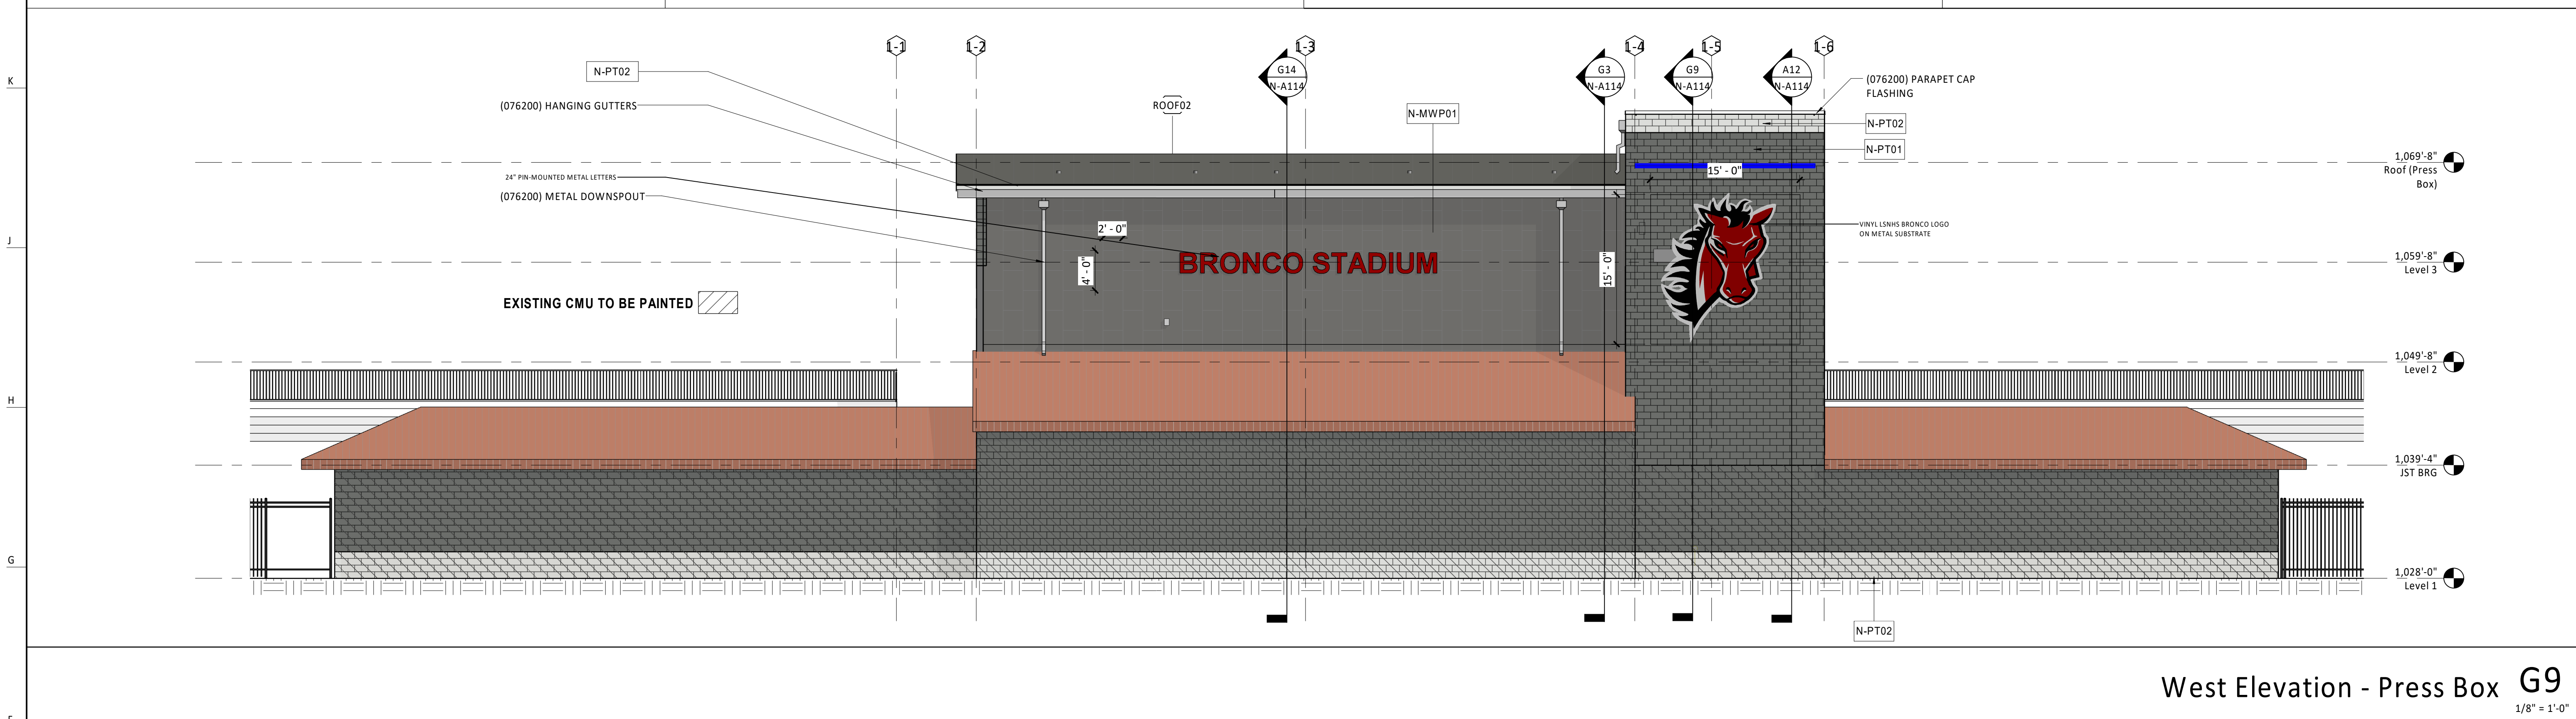 1-1
1-2
1-3
1-4
1-5
1-6
K
N-PT02
G14
N-A114
G3
N-A114
G9
N-A114
A12
N-A114
(076200) PARAPET CAP
FLASHING
(076200) HANGING GUTTERS
ROOF02
N-MWP01
N-PT02
N-PT01
1,069'-8"
Roof (Press
Box)
15' - 0"
24" PIN-MOUNTED METAL LETTERS
(076200) METAL DOWNSPOUT
2' - 0"
VINYL LSNHS BRONCO LOGO
ON METAL SUBSTRATE
J
1,059'-8"
Level 3
4' - 0"
BRONCO STADIUM
15' - 0"
EXISTING CMU TO BE PAINTED
1,049'-8"
Level 2
H
1,039'-4"
JST BRG
G
1,028'-0"
Level 1
N-PT02
West Elevation - Press Box
G9
1/8" = 1'-0"